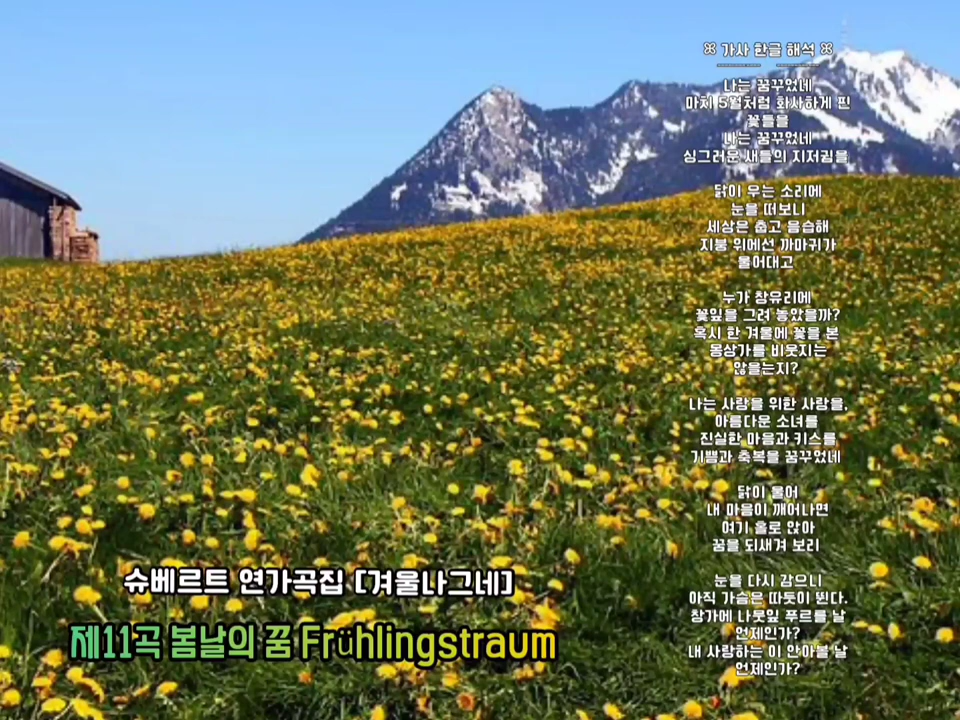 ꕤ 가사 한글 해석 ꕤ
나는 꿈꾸었네
마치 5월처럼 화사하게 핀
꽃들을
나는 꿈꾸었네
싱그러운 새들의 지저귐을
닭이 우는 소리에
눈을 떠보니
세상은 춥고 음습해
지붕 위에선 까마귀가
울어대고
누가 창유리에
꽃잎을 그려 놓았을까?
혹시 한 겨울에 꽃을 본
몽상가를 비웃지는
않을는지?
나는 사랑을 위한 사랑을,
아름다운 소녀를
진실한 마음과 키스를
기쁨과 축복을 꿈꾸었네
닭이 울어
내 마음이 깨어나면
여기 홀로 앉아
꿈을 되새겨 보리
눈을 다시 감으니
아직 가슴은 따듯이 뛴다.
창가에 나뭇잎 푸르를 날
언제인가?
내 사랑하는 이 안아볼 날
언제인가?
슈베르트 연가곡집 [겨울나그네]
제11곡 봄날의 꿈 Frühlingstraum